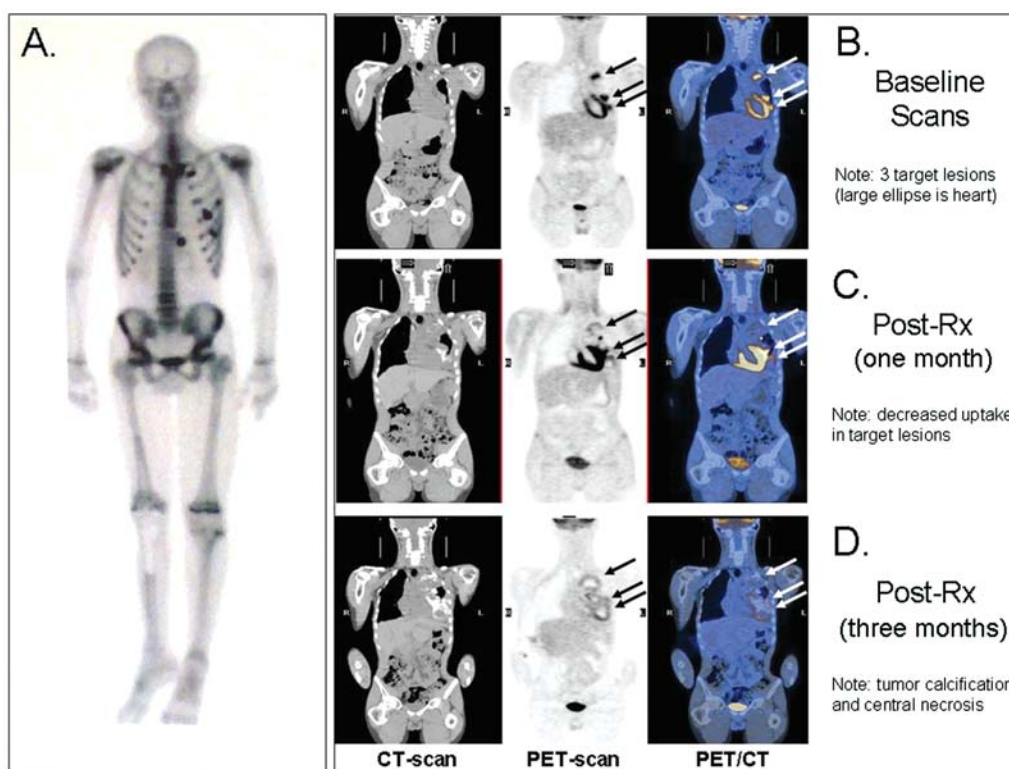 A.
B.
Baseline
Scans
Note: 3 target lesions
(large ellipse is heart)
R
L
C.
Post-Rx
(one month)
Note: decreased uptake
in target lesions
D.
Post-Rx
(three months)
R
L
Note: tumor calcification
and central necrosis
CT-scan
PET-scan
PET/CT